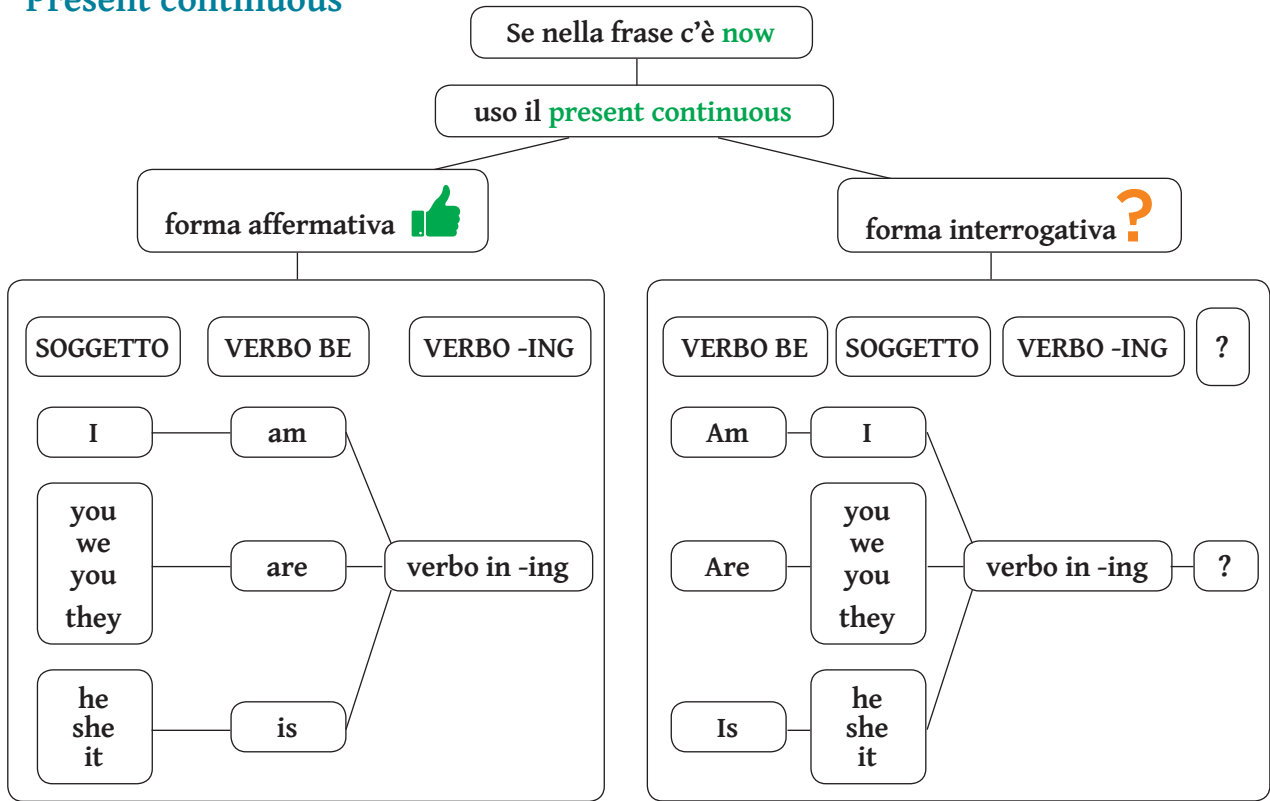 Present continuous
Se nella frase c’è now
uso il present continuous
forma affermativa
forma interrogativa ?
SOGGETTO VERBO BE VERBO -ING
I am
you
we
you
they
are
verbo in -ing
he
she
it
is
VERBO BE SOGGETTO VERBO -ING ?
Am I
Are
you
we
you
they
verbo in -ing ?
Is
he
she
it